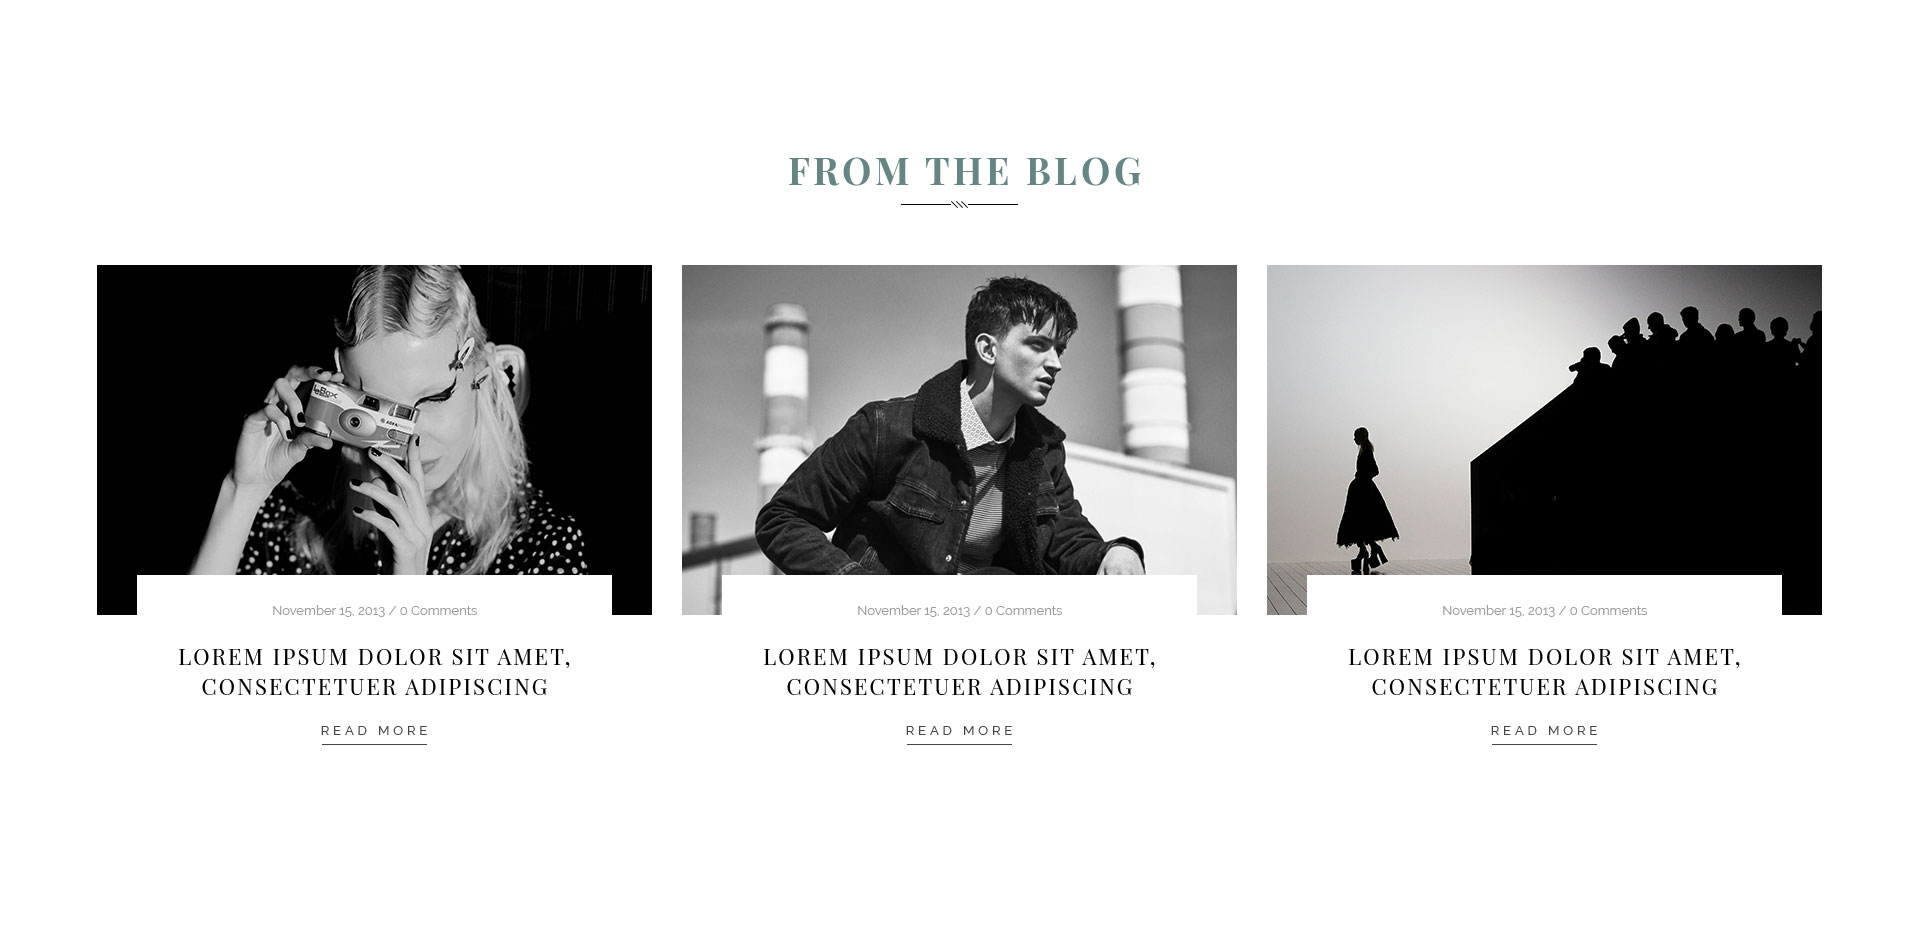 FROM THE BLOG
LeBox
AGFAPHOTO
November 15, 2013 / 0 Comments
LOREM IPSUM DOLOR SIT AMET,
CONSECTETUER ADIPISCING
READ MORE
November 15, 2013 / 0 Comments
LOREM IPSUM DOLOR SIT AMET,
CONSECTETUER ADIPISCING
READ MORE
November 15, 2013 / 0 Comments
LOREM IPSUM DOLOR SIT AMET,
CONSECTETUER ADIPISCING
READ MORE